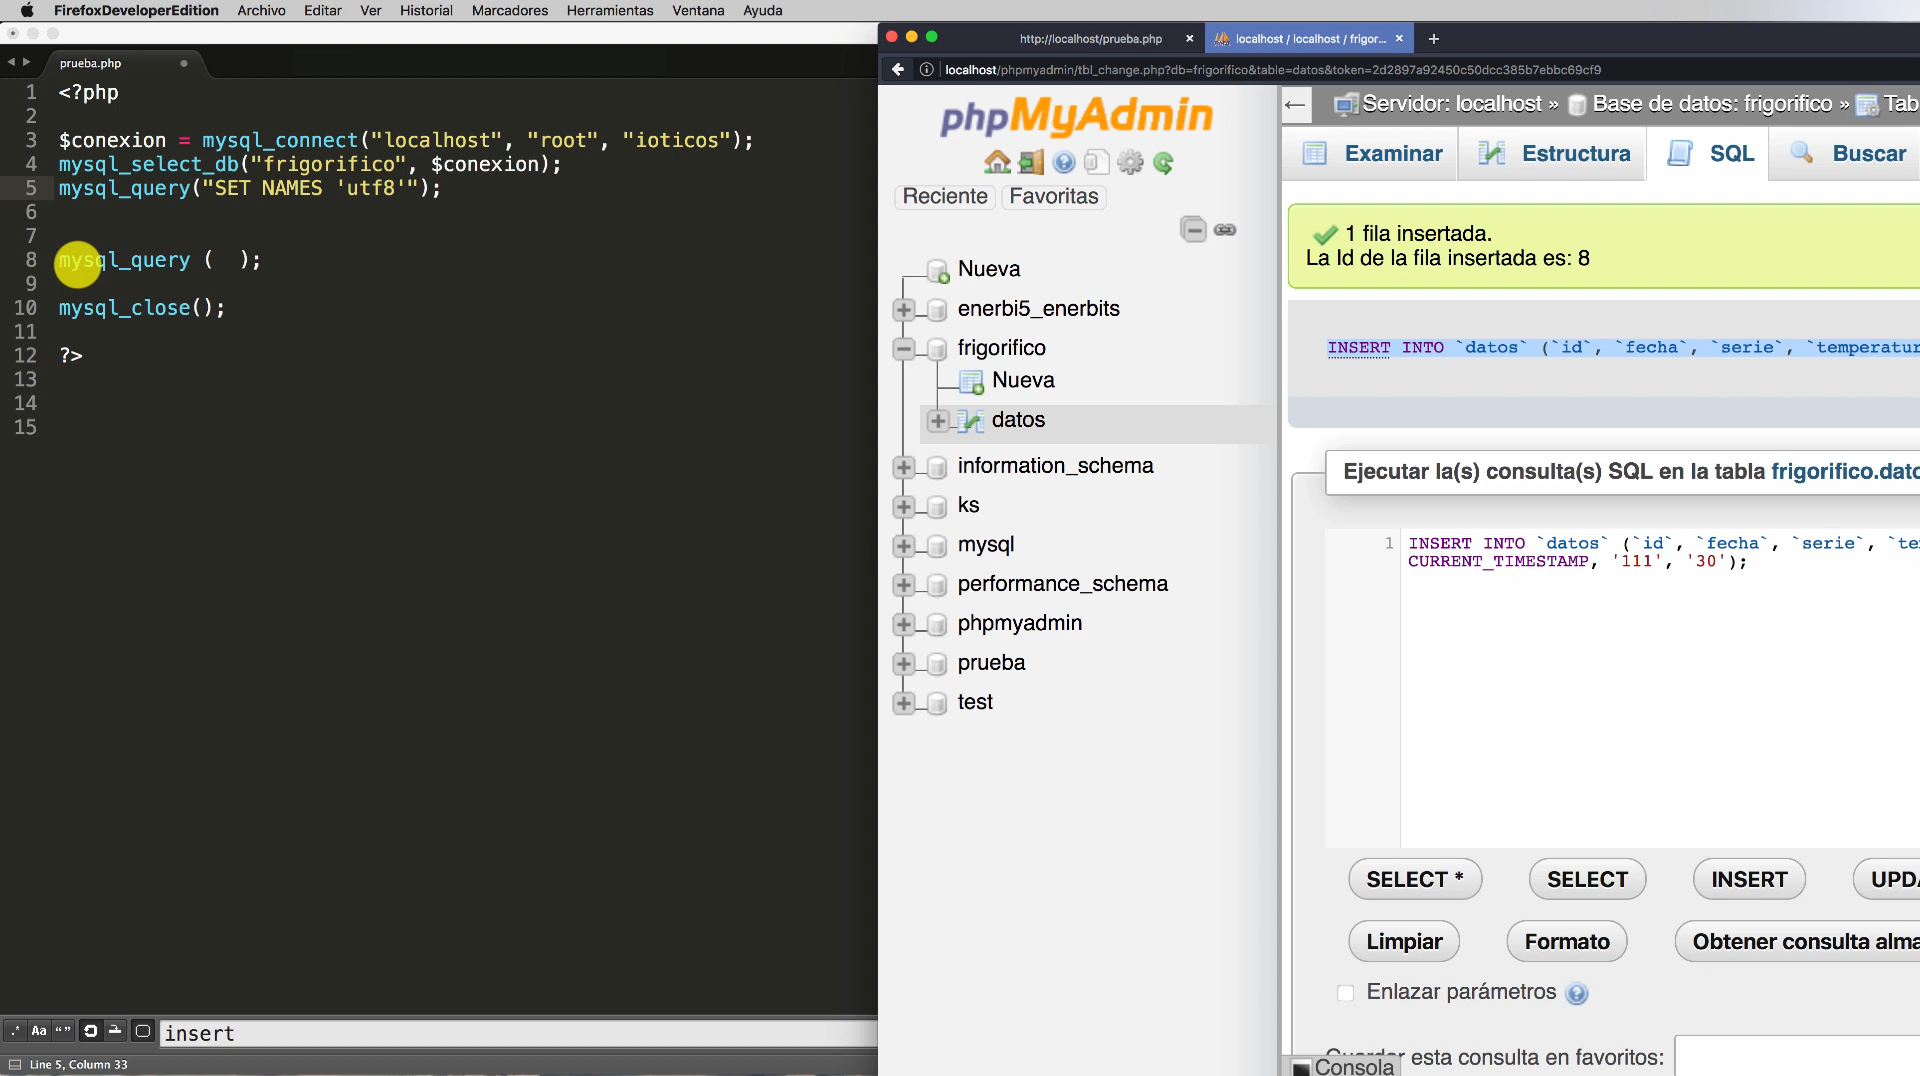 FirefoxDeveloperEdition Archivo Editar Ver Historial Marcadores Herramientas Ventana Ayuda
prueba.php
1 <?php
2
3 $conexion = mysql_connect("localhost", "root", "ioticos");
4 mysql_select_db("frigorifico", $conexion);
5 mysql_query("SET NAMES 'utf8'");
6
7
8 mysql_query ( );
9
10 mysql_close();
11
12 ?>
13
14
15
.* Aa “” insert
Line 5, Column 33
http://localhost/prueba.php × localhost / localhost / frigor... × +
localhost/phpmyadmin/tbl_change.php?db=frigorifico&table=datos&token=2d2897a92450c50dcc385b7ebbc69cf9
phpMyAdmin
Reciente Favoritas
Nueva
enerbi5_enerbits
frigorifico
Nueva
datos
information_schema
ks
mysql
performance_schema
phpmyadmin
prueba
test
Servidor: localhost » Base de datos: frigorifico » Tab
Examinar Estructura SQL Buscar
1 fila insertada.
La Id de la fila insertada es: 8
INSERT INTO `datos` (`id`, `fecha`, `serie`, `temperatur
Ejecutar la(s) consulta(s) SQL en la tabla frigorifico.dato
1 INSERT INTO `datos` (`id`, `fecha`, `serie`, `te
CURRENT_TIMESTAMP, '111', '30');
SELECT * SELECT INSERT UPDA
Limpiar Formato Obtener consulta alma
Enlazar parámetros
Guardar esta consulta en favoritos:
Consola